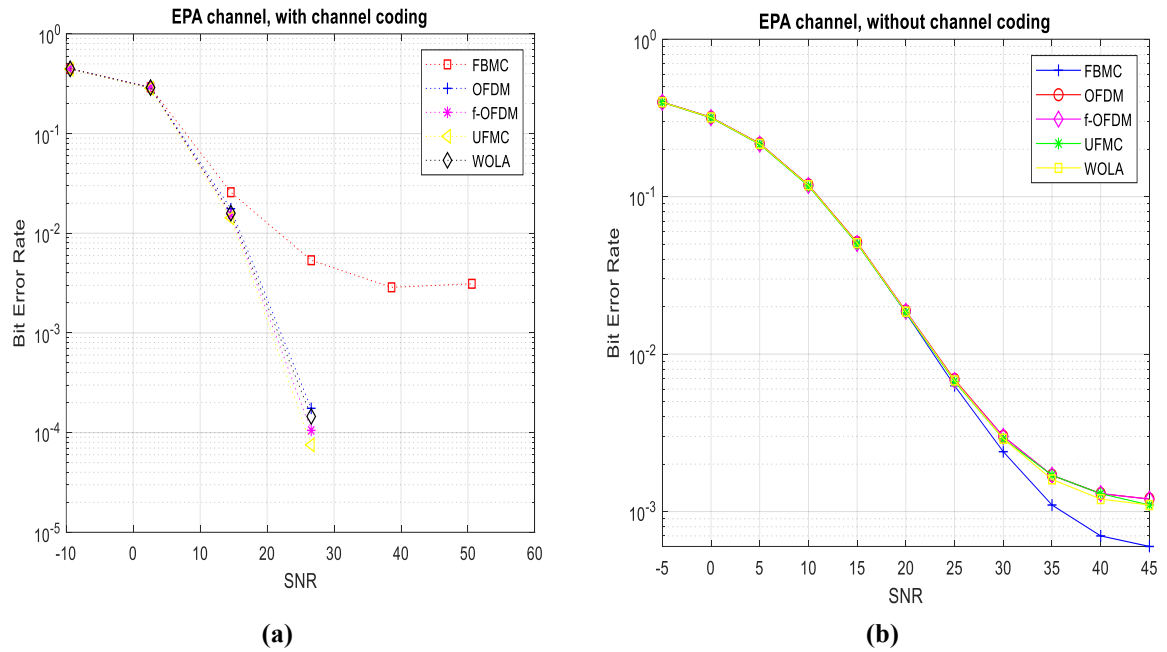 EPA channel, with channel coding
Bit Error Rate
10^0
10^-1
10^-2
10^-3
10^-4
10^-5
-10 0 10 20 30 40 50 60
SNR
FBMC
OFDM
f-OFDM
UFMC
WOLA
(a)
EPA channel, without channel coding
Bit Error Rate
10^0
10^-1
10^-2
10^-3
-5 0 5 10 15 20 25 30 35 40 45
SNR
FBMC
OFDM
f-OFDM
UFMC
WOLA
(b)